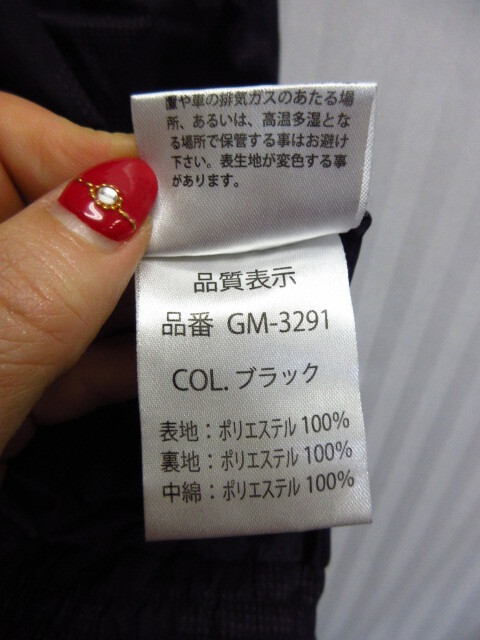 や車の排気ガスのあたる場
所、あるいは、高温多湿とな
る場所で保管する事はお避け
下さい。表生地が変色する事
があります。
品質表示
品番 GM-3291
COL. ブラック
表地：ポリエステル 100%
裏地：ポリエステル 100%
中綿：ポリエステル 100%